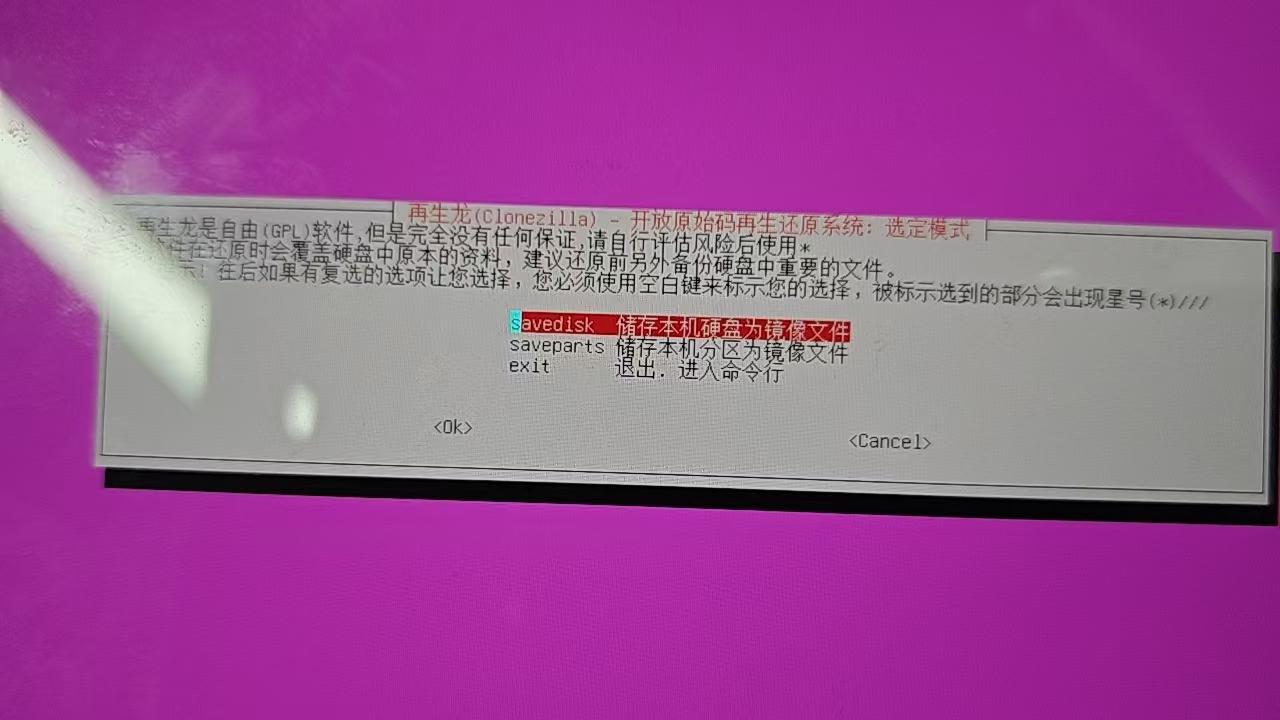 再生龙(Clonezilla) - 开放原始码再生还原系统: 选定模式
再生龙是自由(GPL)软件,但是完全没有任何保证,请自行评估风险后使用*
件在还原时会覆盖硬盘中原本的资料，建议还原前另外备份硬盘中重要的文件。
示! 往后如果有复选的选项让您选择，您必须使用空白键来标示您的选择，被标示选到的部分会出现星号(*)///
savedisk 储存本机硬盘为镜像文件
saveparts 储存本机分区为镜像文件
exit 退出. 进入命令行
<Ok> <Cancel>